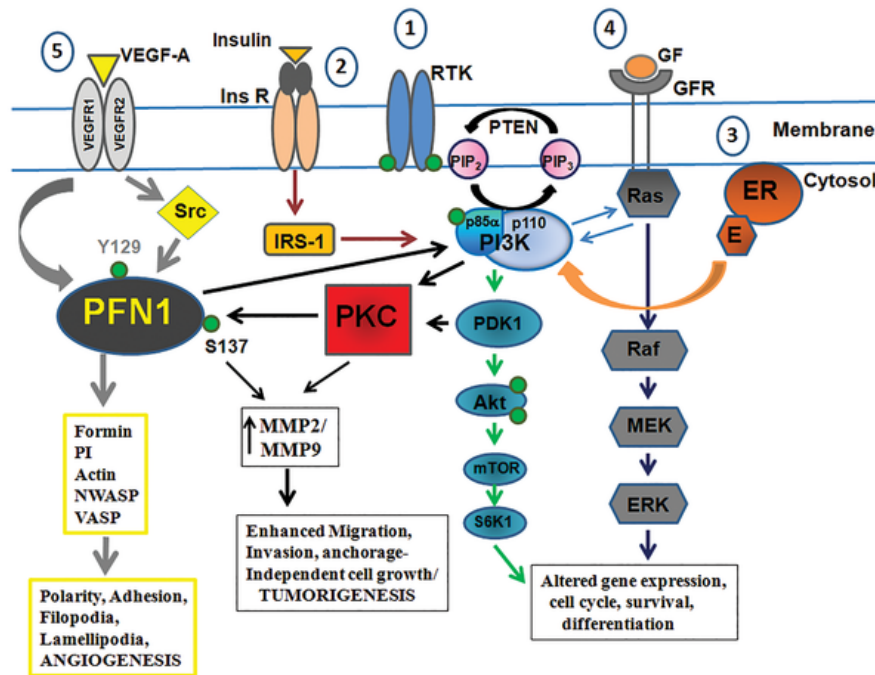 5
VEGF-A
VEGFR1
VEGFR2
Insulin
Ins R
2
1
RTK
4
GF
GFR
PTEN
PIP2
PIP3
Membrane
3
Cytosol
Src
Y129
IRS-1
p85α
p110
PI3K
Ras
ER
E
PFN1
S137
PKC
PDK1
Raf
Akt
MEK
mTOR
ERK
S6K1
Formin
PI
Actin
NWASP
VASP
MMP2/
MMP9
Enhanced Migration,
Invasion, anchorage-
Independent cell growth/
TUMORIGENESIS
Altered gene expression,
cell cycle, survival,
differentiation
Polarity, Adhesion,
Filopodia,
Lamellipodia,
ANGIOGENESIS